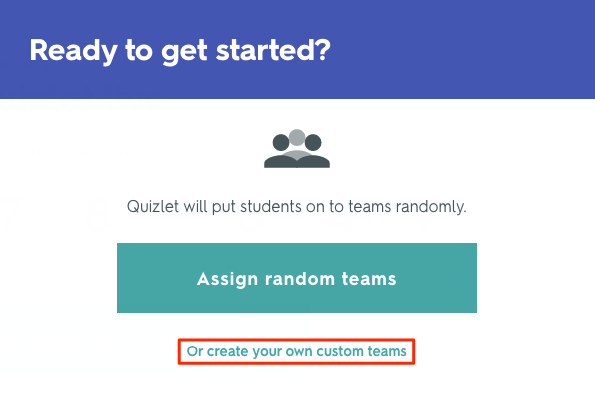 Ready to get started?
Quizlet will put students on to teams randomly.
Assign random teams
Or create your own custom teams